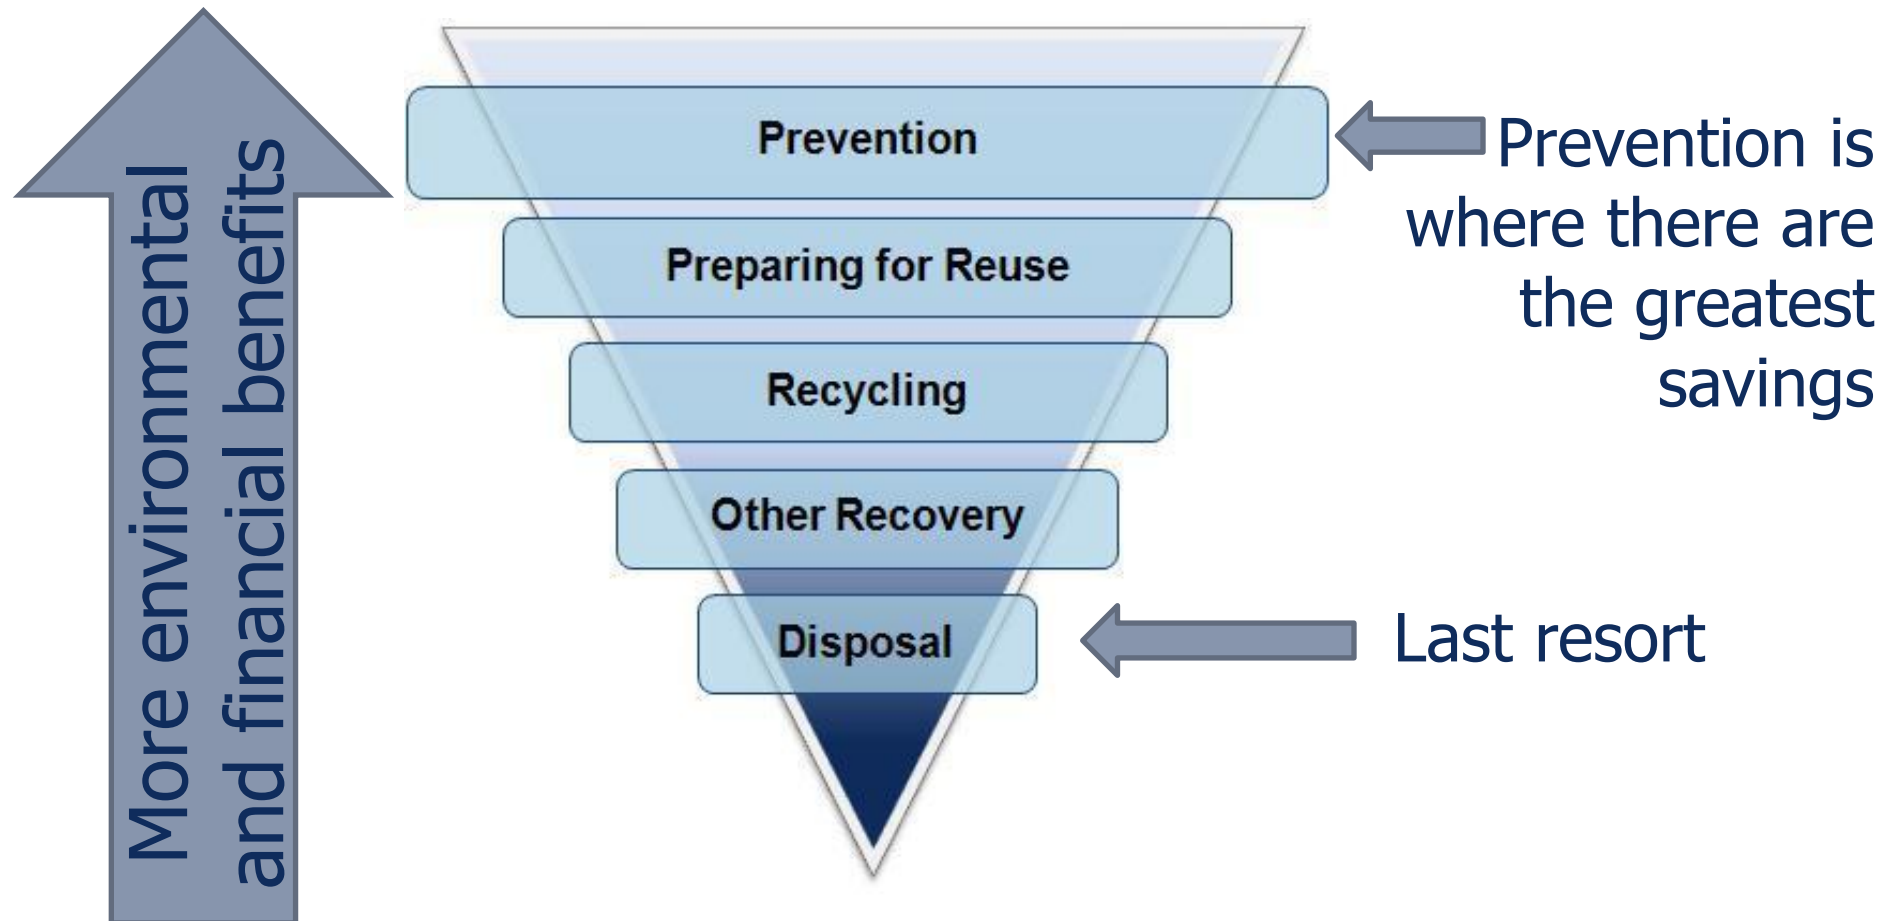 More environmental
and financial benefits
Prevention
Preparing for Reuse
Recycling
Other Recovery
Disposal
Prevention is
where there are
the greatest
savings
Last resort